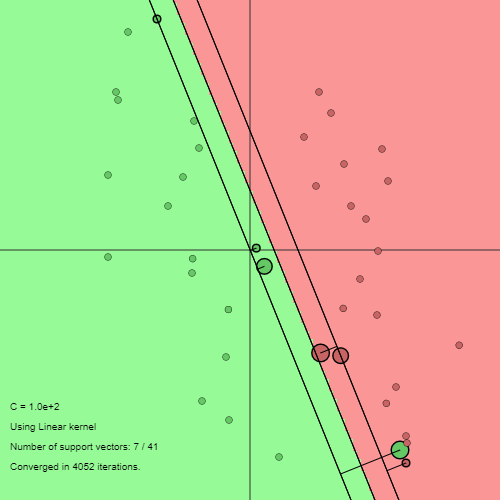 C = 1.0e+2
Using Linear kernel
Number of support vectors: 7 / 41
Converged in 4052 iterations.